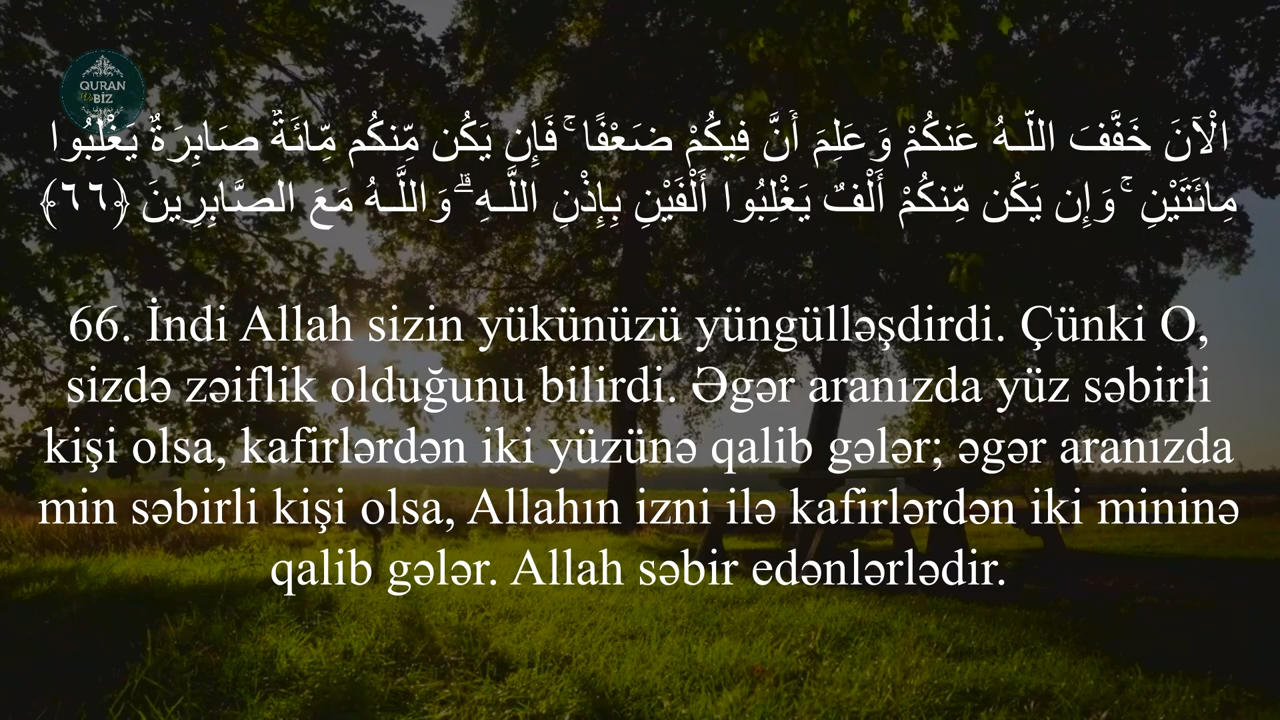 QURAN
və
BİZ
الْآنَ خَفَّفَ اللَّـهُ عَنكُمْ وَعَلِمَ أَنَّ فِيكُمْ ضَعْفًا ۚ فَإِن يَكُن مِّنكُم مِّائَةٌ صَابِرَةٌ يَغْلِبُوا
مِائَتَيْنِ ۚ وَإِن يَكُن مِّنكُمْ أَلْفٌ يَغْلِبُوا أَلْفَيْنِ بِإِذْنِ اللَّـهِ ۗ وَاللَّـهُ مَعَ الصَّابِرِينَ ﴿٦٦﴾
66. İndi Allah sizin yükünüzü yüngülləşdirdi. Çünki O,
sizdə zəiflik olduğunu bilirdi. Əgər aranızda yüz səbirli
kişi olsa, kafirlərdən iki yüzünə qalib gələr; əgər aranızda
min səbirli kişi olsa, Allahın izni ilə kafirlərdən iki mininə
qalib gələr. Allah səbir edənlərlədir.